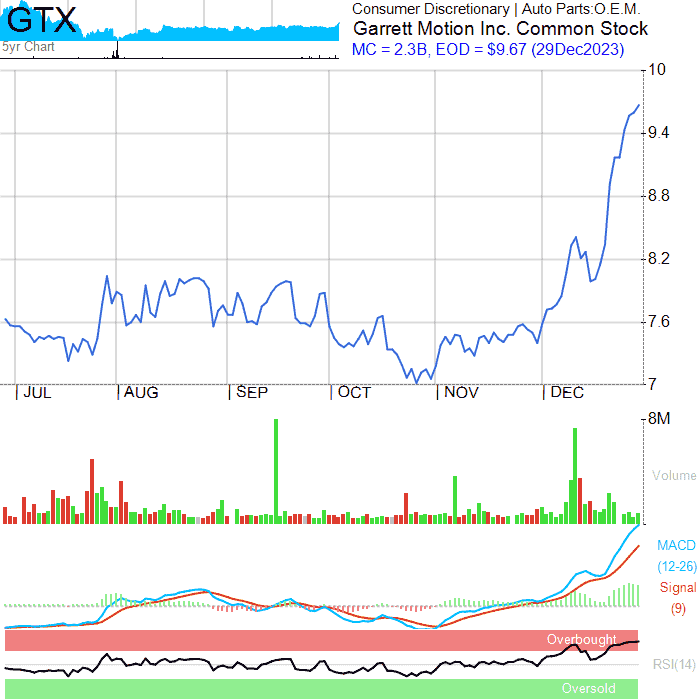 GTX
5yr Chart
Consumer Discretionary | Auto Parts:O.E.M.
Garrett Motion Inc. Common Stock
MC = 2.3B, EOD = $9.67 (29Dec2023)
10
9.4
8.8
8.2
7.6
7
| JUL | AUG | SEP | OCT | NOV | DEC
8M
Volume
MACD
(12-26)
Signal
(9)
Overbought
RSI(14)
Oversold